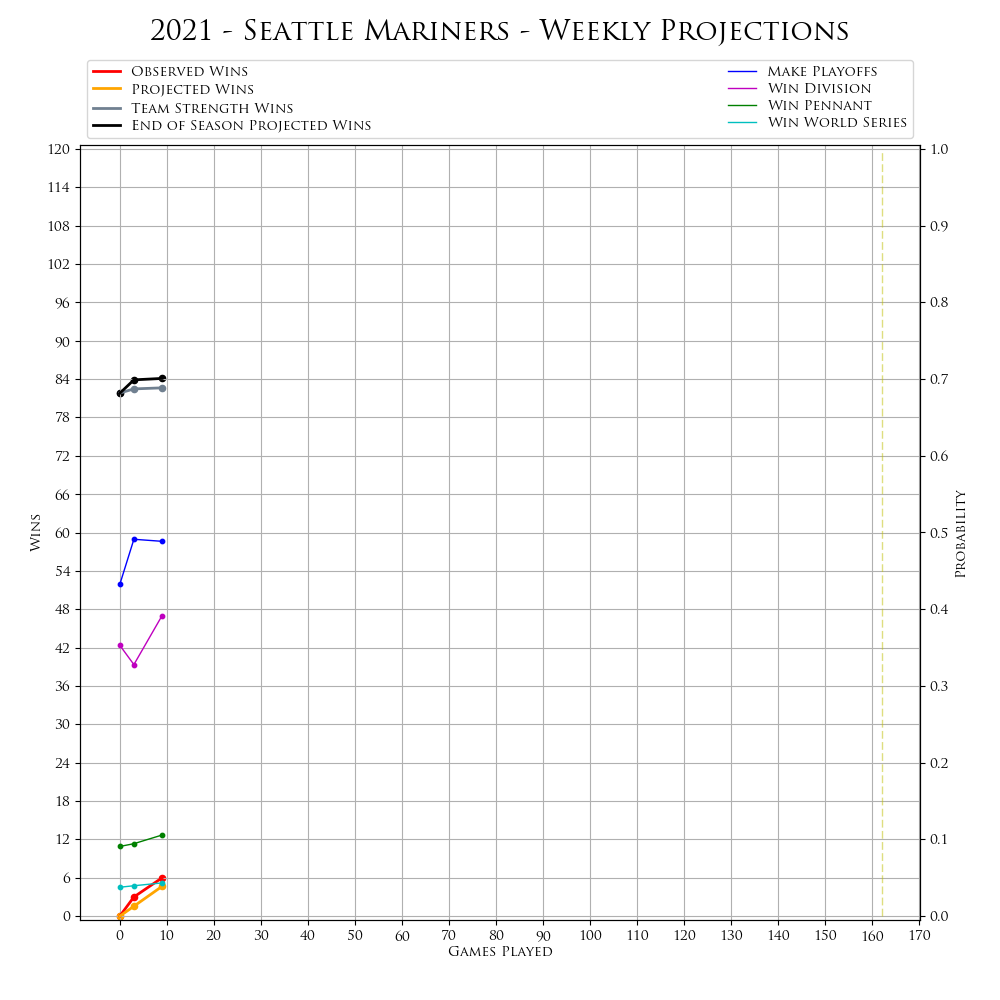 2021 - Seattle Mariners - Weekly Projections
Observed Wins
Projected Wins
Team Strength Wins
End of Season Projected Wins
Make Playoffs
Win Division
Win Pennant
Win World Series
120
114
108
102
96
90
84
78
72
66
60
54
48
42
36
30
24
18
12
6
0
Wins
1.0
0.9
0.8
0.7
0.6
0.5
0.4
0.3
0.2
0.1
0.0
Probability
0 10 20 30 40 50 60 70 80 90 100 110 120 130 140 150 160 170
Games Played